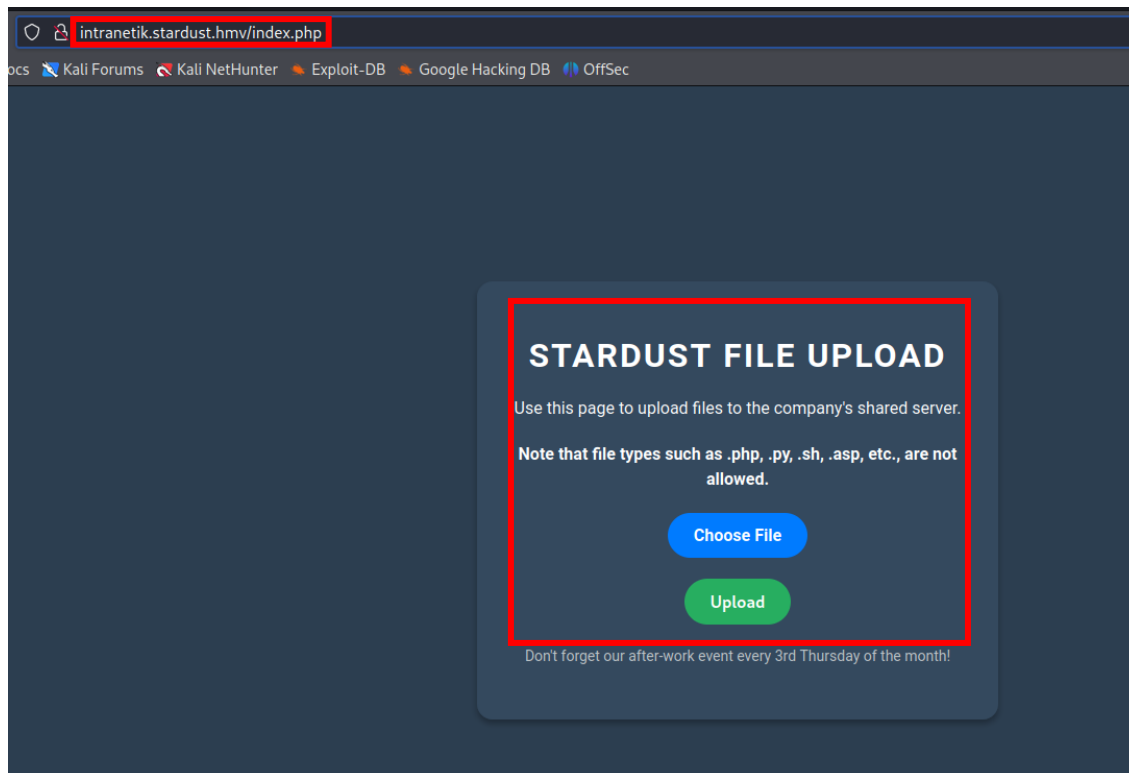 intranetik.stardust.hmv/index.php
ocs Kali Forums Kali NetHunter Exploit-DB Google Hacking DB OffSec
STARDUST FILE UPLOAD
Use this page to upload files to the company's shared server.
Note that file types such as .php, .py, .sh, .asp, etc., are not
allowed.
Choose File
Upload
Don't forget our after-work event every 3rd Thursday of the month!